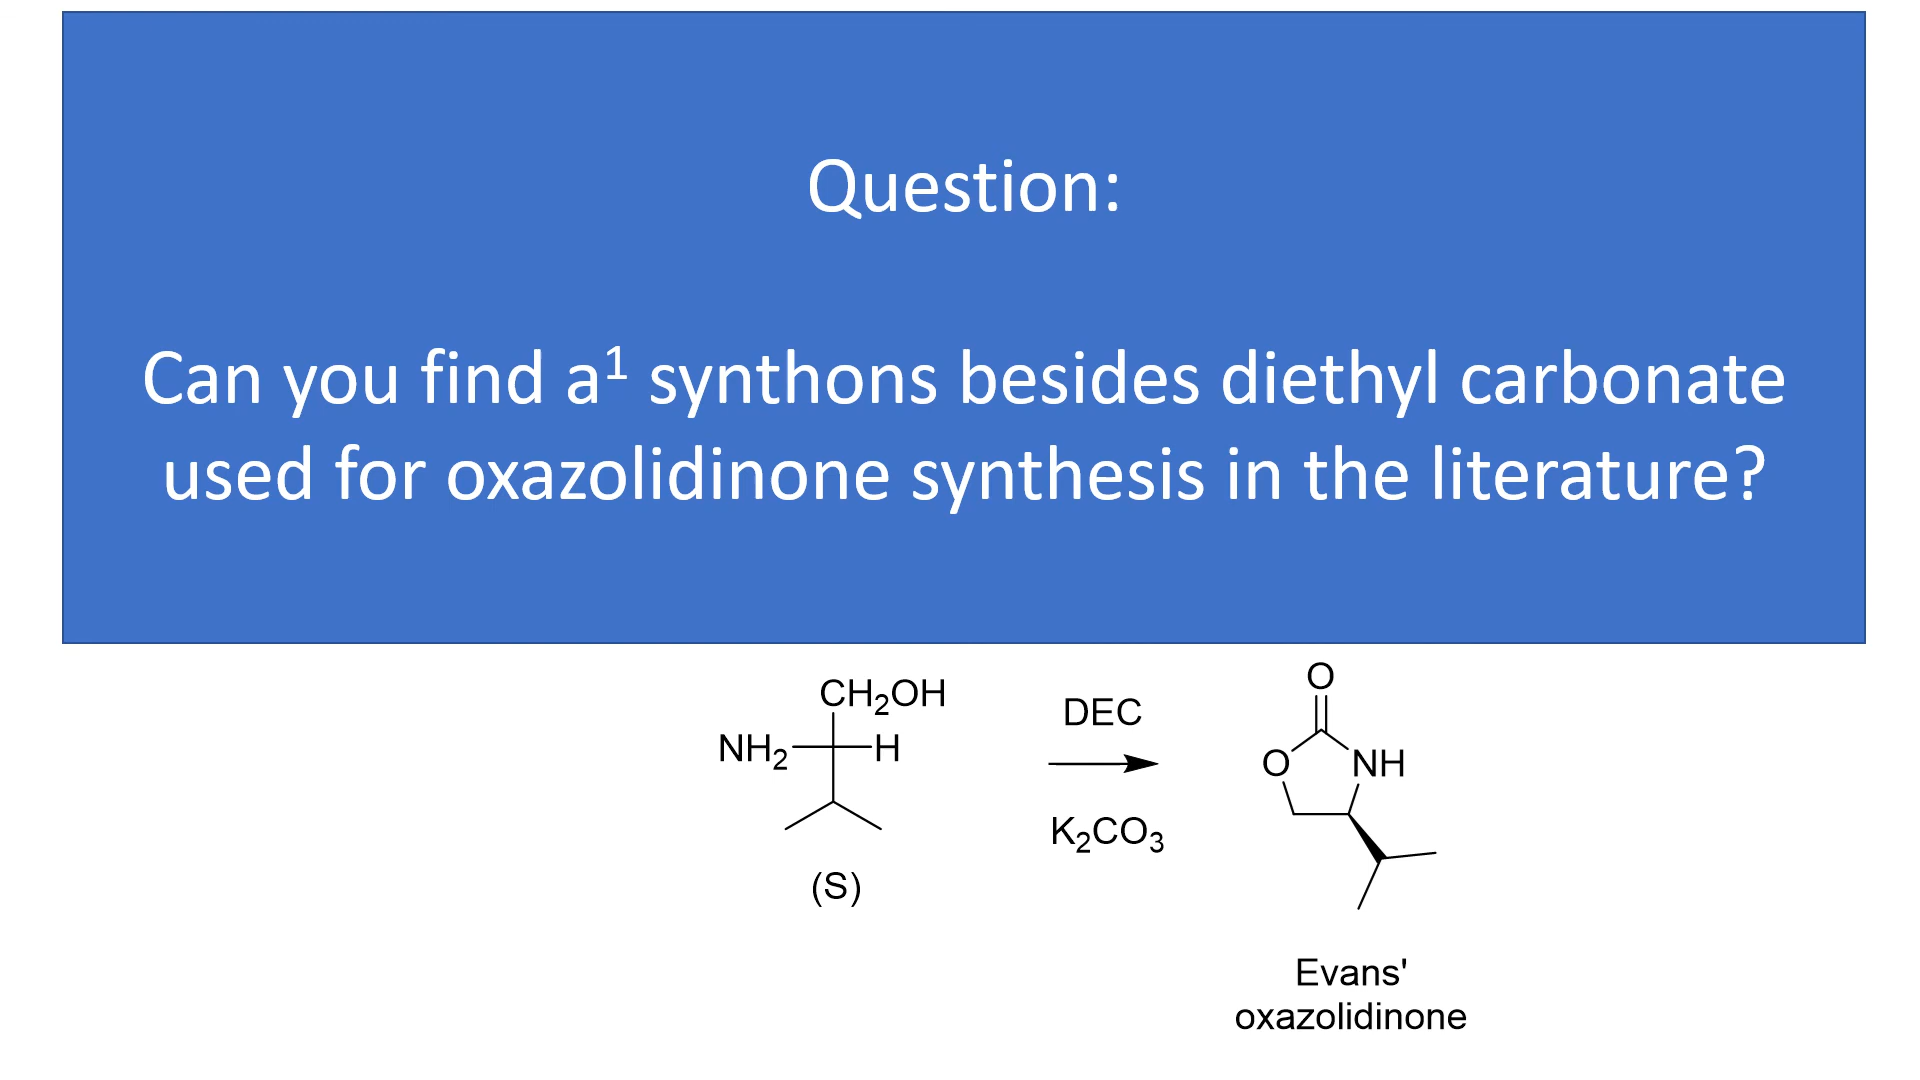 Question:
Can you find a¹ synthons besides diethyl carbonate
used for oxazolidinone synthesis in the literature?
CH₂OH
NH₂
H
(S)
DEC
K₂CO₃
O
O
NH
Evans'
oxazolidinone